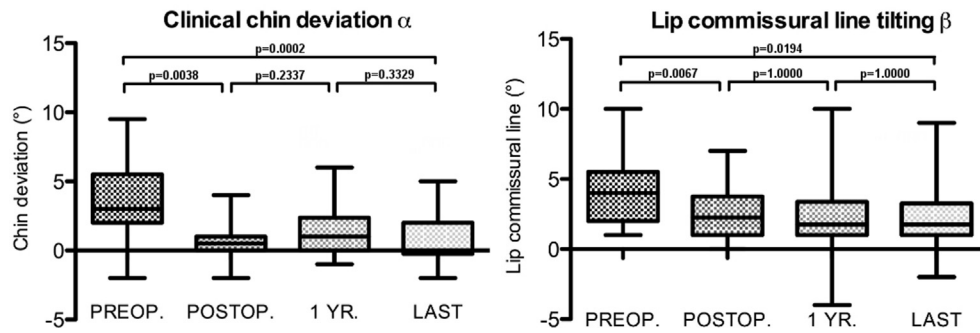 Clinical chin deviation α
15
p=0.0002
p=0.0038
p=0.2337
p=0.3329
10
5
0
-5
Chin deviation (°)
PREOP.
POSTOP.
1 YR.
LAST
Lip commissural line tilting β
15
p=0.0194
p=0.0067
p=1.0000
p=1.0000
10
5
0
-5
Lip commissural line (°)
PREOP.
POSTOP.
1 YR.
LAST